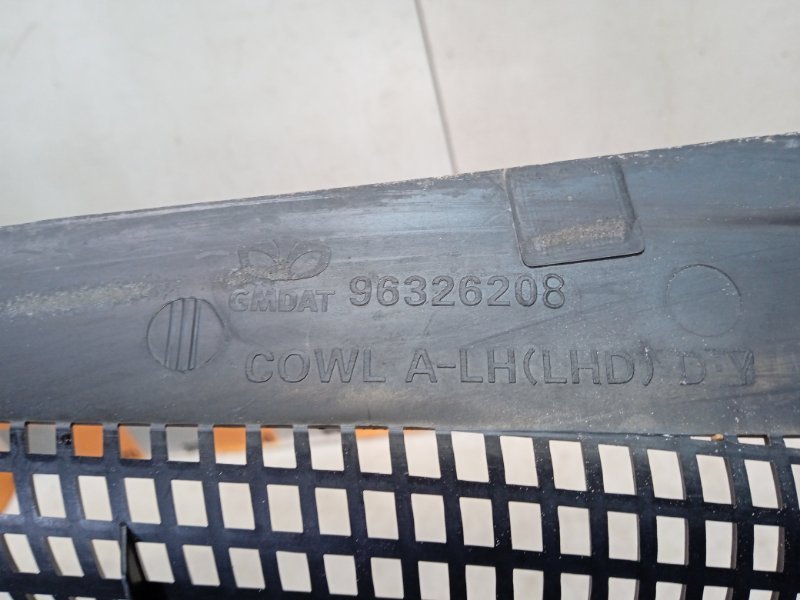 GMDAT 96326208
COWL A-LH(LHD) D-Y